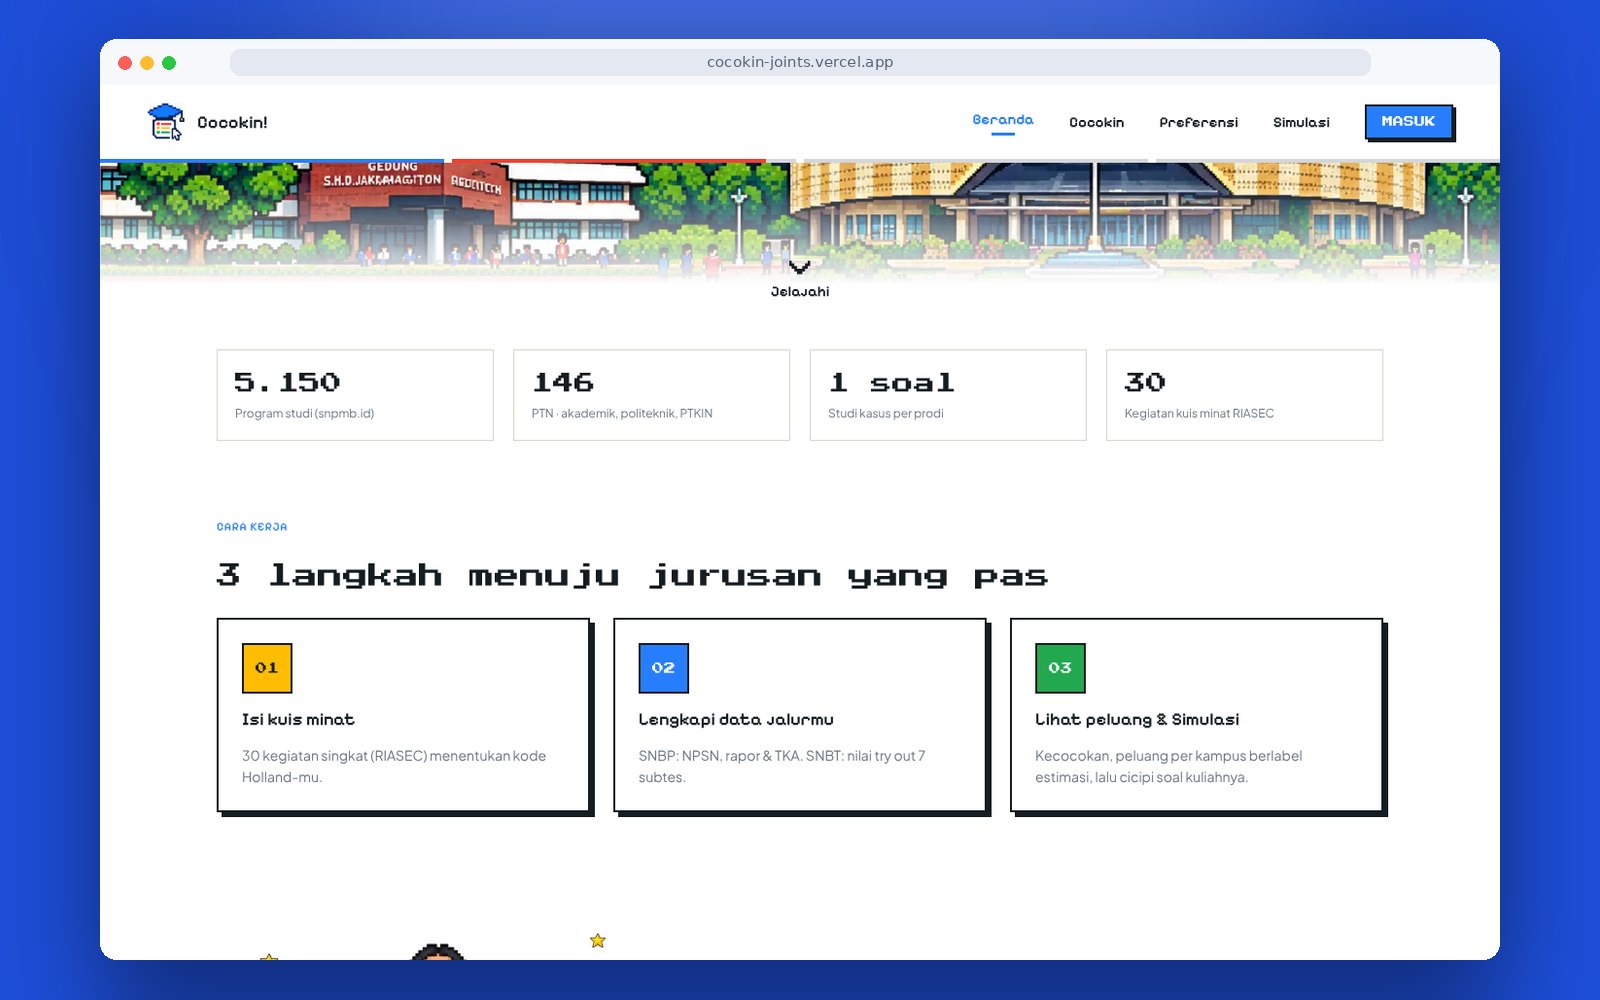 cocokin-joints.vercel.app
Cocokin!
Beranda
Cocokin
Preferensi
Simulasi
MASUK
GEDUNG
Jelajahi
5.150
Program studi (snpmb.id)
146
PTN · akademik, politeknik, PTKIN
1 soal
Studi kasus per prodi
30
Kegiatan kuis minat RIASEC
CARA KERJA
3 langkah menuju jurusan yang pas
01
Isi kuis minat
30 kegiatan singkat (RIASEC) menentukan kode
Holland-mu.
02
Lengkapi data jalurmu
SNBP: NPSN, rapor & TKA. SNBT: nilai try out 7
subtes.
03
Lihat peluang & Simulasi
Kecocokan, peluang per kampus berlabel
estimasi, lalu cicipi soal kuliahnya.